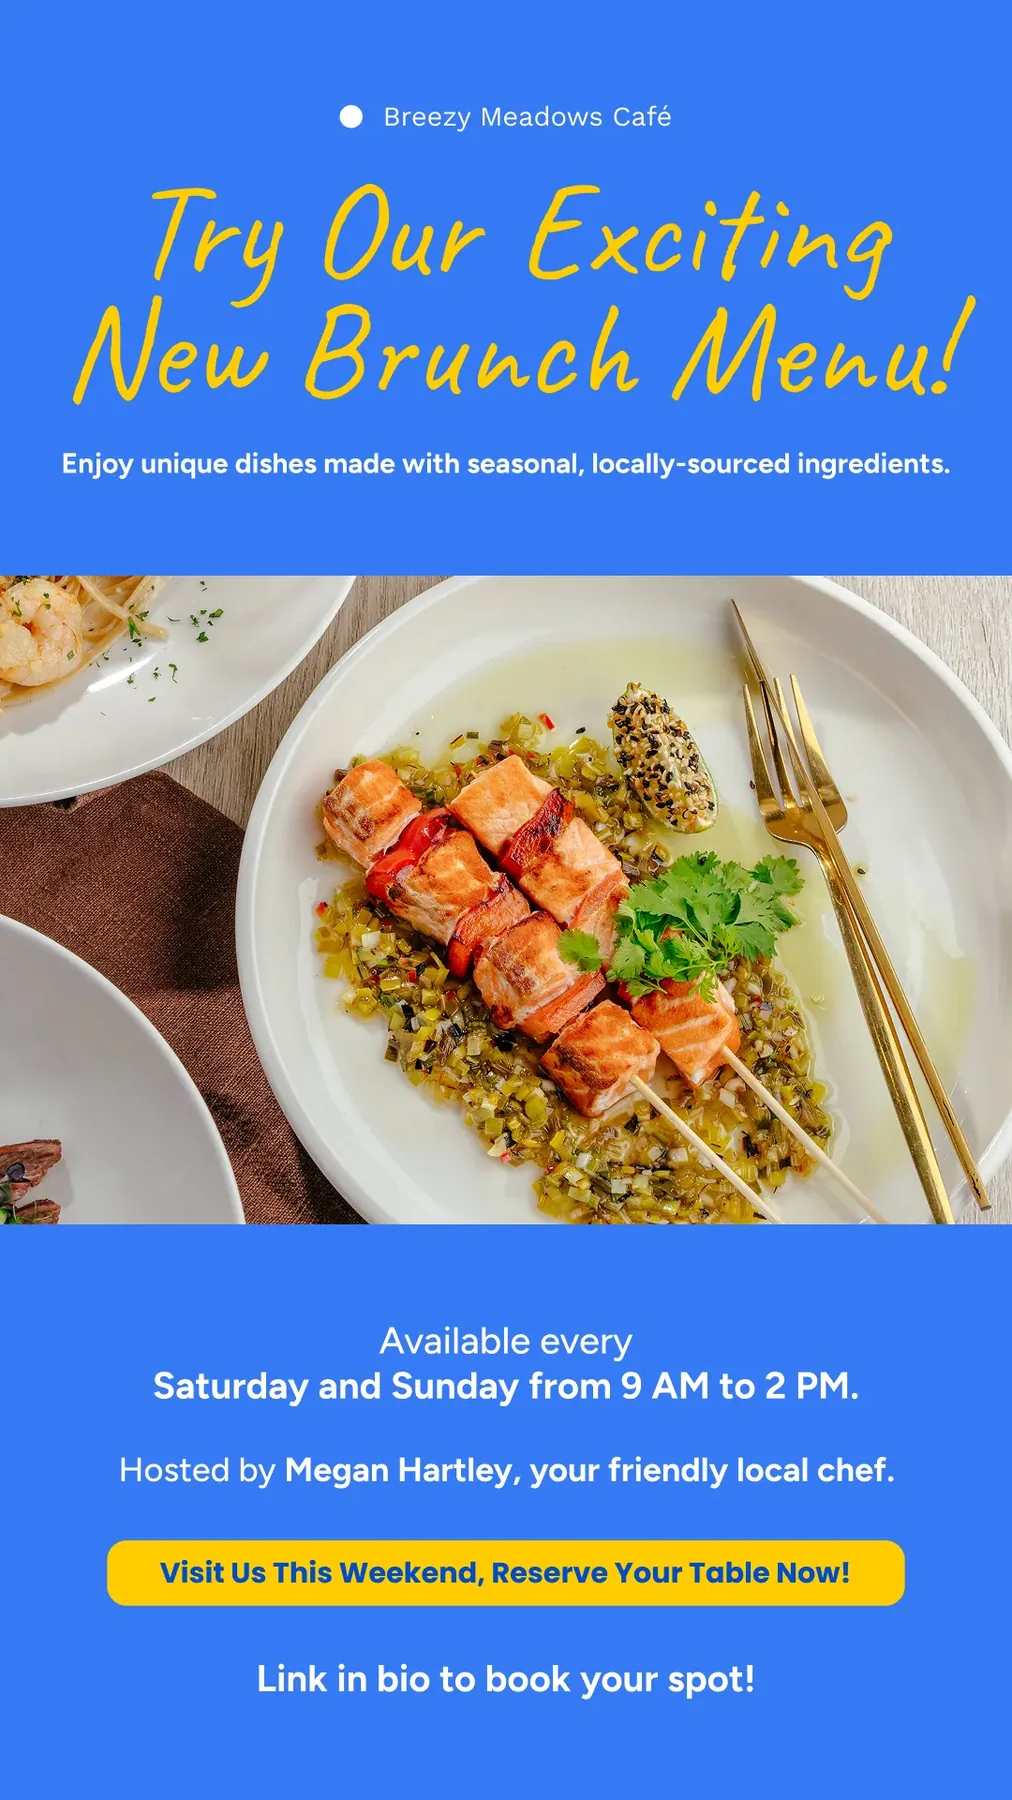 Breezy Meadows Café
Try Our Exciting
New Brunch Menu!
Enjoy unique dishes made with seasonal, locally-sourced ingredients.
Available every
Saturday and Sunday from 9 AM to 2 PM.
Hosted by Megan Hartley, your friendly local chef.
Visit Us This Weekend, Reserve Your Table Now!
Link in bio to book your spot!